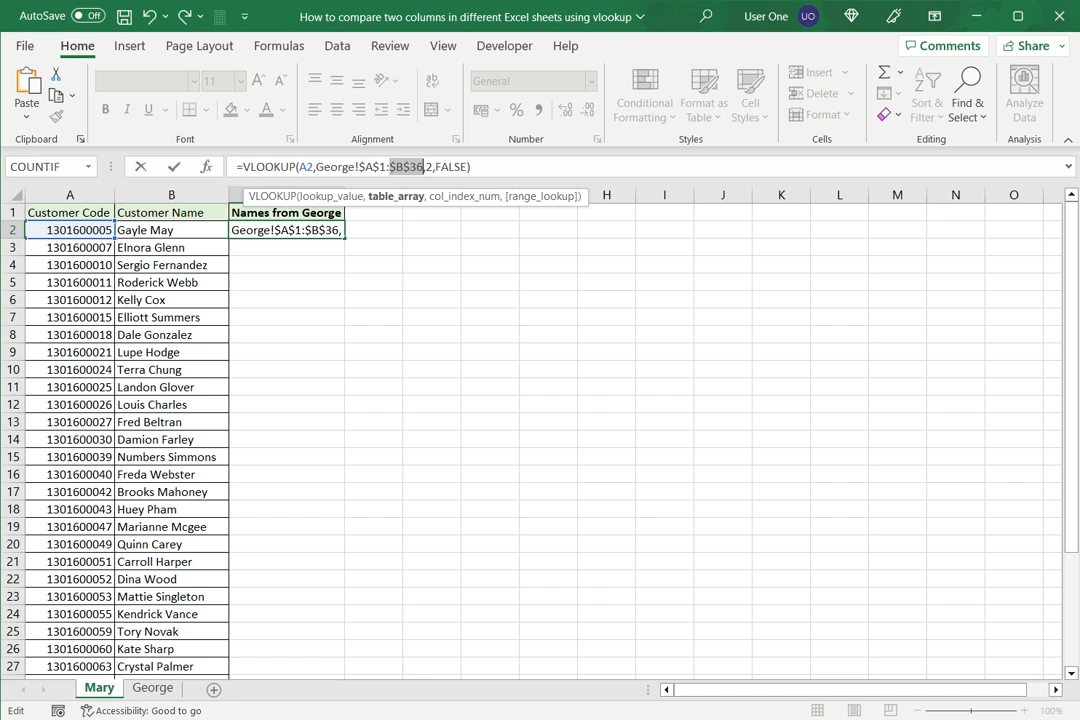 AutoSave Off How to compare two columns in different Excel sheets using vlookup User One UO
File Home Insert Page Layout Formulas Data Review View Developer Help Comments Share
Paste 11 B I U ab General % Conditional Formatting Format as Table Cell Styles Insert Delete Format Sort & Filter Find & Select Analyze Data
Clipboard Font Alignment Number Styles Cells Editing Analysis
COUNTIF fx =VLOOKUP(A2,George!$A$1:$B$36,2,FALSE)
VLOOKUP(lookup_value, table_array, col_index_num, [range_lookup])
A B H I J K L M N O
1 Customer Code Customer Name Names from George
2 1301600005 Gayle May George!$A$1:$B$36,
3 1301600007 Elnora Glenn
4 1301600010 Sergio Fernandez
5 1301600011 Roderick Webb
6 1301600012 Kelly Cox
7 1301600015 Elliott Summers
8 1301600018 Dale Gonzalez
9 1301600021 Lupe Hodge
10 1301600024 Terra Chung
11 1301600025 Landon Glover
12 1301600026 Louis Charles
13 1301600027 Fred Beltran
14 1301600030 Damion Farley
15 1301600039 Numbers Simmons
16 1301600040 Freda Webster
17 1301600042 Brooks Mahoney
18 1301600043 Huey Pham
19 1301600047 Marianne Mcgee
20 1301600049 Quinn Carey
21 1301600051 Carroll Harper
22 1301600052 Dina Wood
23 1301600053 Mattie Singleton
24 1301600055 Kendrick Vance
25 1301600059 Tory Novak
26 1301600060 Kate Sharp
27 1301600063 Crystal Palmer
Mary George
Edit Accessibility: Good to go 100%